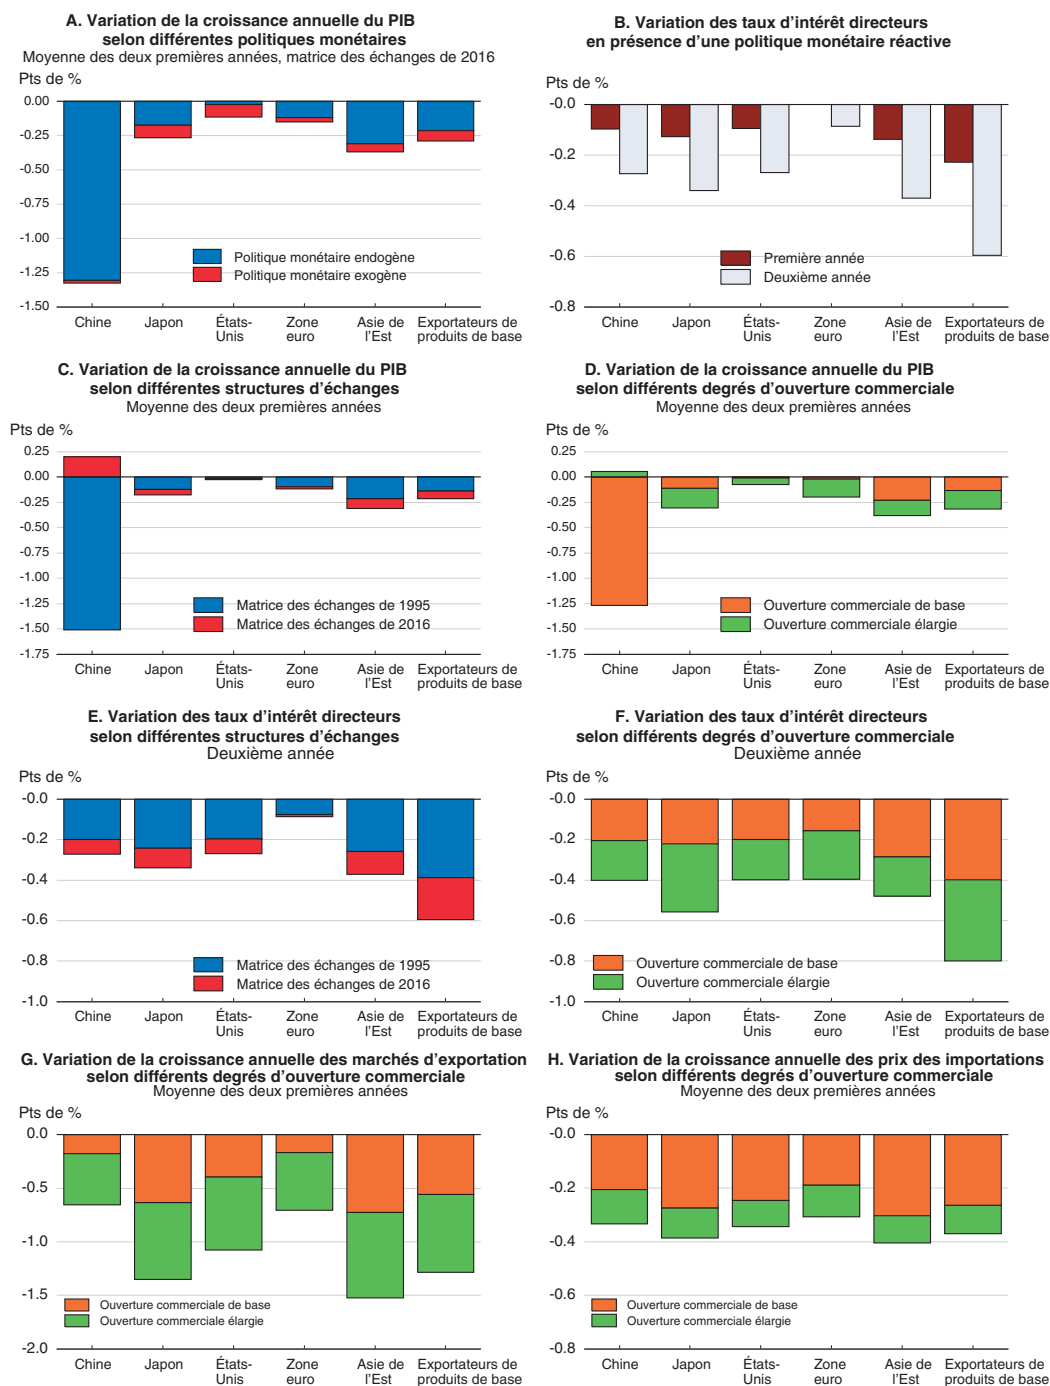 A. Variation de la croissance annuelle du PIB
selon différentes politiques monétaires
Moyenne des deux premières années, matrice des échanges de 2016
Pts de %
0.00
-0.25
-0.50
-0.75
-1.00
-1.25
-1.50
Politique monétaire endogène
Politique monétaire exogène
Chine
Japon
États-
Unis
Zone
euro
Asie de
l'Est
Exportateurs de
produits de base
B. Variation des taux d'intérêt directeurs
en présence d'une politique monétaire réactive
Pts de %
-0.0
-0.2
-0.4
-0.6
-0.8
Première année
Deuxième année
Chine
Japon
États-
Unis
Zone
euro
Asie de
l'Est
Exportateurs de
produits de base
C. Variation de la croissance annuelle du PIB
selon différentes structures d'échanges
Moyenne des deux premières années
Pts de %
0.25
0.00
-0.25
-0.50
-0.75
-1.00
-1.25
-1.50
-1.75
Matrice des échanges de 1995
Matrice des échanges de 2016
Chine
Japon
États-
Unis
Zone
euro
Asie de
l'Est
Exportateurs de
produits de base
D. Variation de la croissance annuelle du PIB
selon différents degrés d'ouverture commerciale
Moyenne des deux premières années
Pts de %
0.25
0.00
-0.25
-0.50
-0.75
-1.00
-1.25
-1.50
-1.75
Ouverture commerciale de base
Ouverture commerciale élargie
Chine
Japon
États-
Unis
Zone
euro
Asie de
l'Est
Exportateurs de
produits de base
E. Variation des taux d'intérêt directeurs
selon différentes structures d'échanges
Deuxième année
Pts de %
-0.0
-0.2
-0.4
-0.6
-0.8
-1.0
Matrice des échanges de 1995
Matrice des échanges de 2016
Chine
Japon
États-
Unis
Zone
euro
Asie de
l'Est
Exportateurs de
produits de base
F. Variation des taux d'intérêt directeurs
selon différents degrés d'ouverture commerciale
Deuxième année
Pts de %
-0.0
-0.2
-0.4
-0.6
-0.8
-1.0
Ouverture commerciale de base
Ouverture commerciale élargie
Chine
Japon
États-
Unis
Zone
euro
Asie de
l'Est
Exportateurs de
produits de base
G. Variation de la croissance annuelle des marchés d'exportation
selon différents degrés d'ouverture commerciale
Moyenne des deux premières années
Pts de %
0.0
-0.5
-1.0
-1.5
-2.0
Ouverture commerciale de base
Ouverture commerciale élargie
Chine
Japon
États-
Unis
Zone
euro
Asie de
l'Est
Exportateurs de
produits de base
H. Variation de la croissance annuelle des prix des importations
selon différents degrés d'ouverture commerciale
Moyenne des deux premières années
Pts de %
-0.0
-0.2
-0.4
-0.6
-0.8
Ouverture commerciale de base
Ouverture commerciale élargie
Chine
Japon
États-
Unis
Zone
euro
Asie de
l'Est
Exportateurs de
produits de base